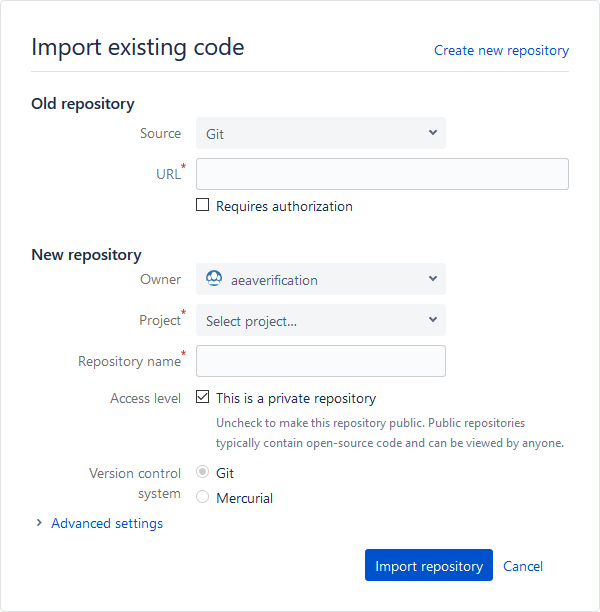 Import existing code
Create new repository
Old repository
Source
Git
URL*
Requires authorization
New repository
Owner
aeaverification
Project*
Select project...
Repository name*
Access level
This is a private repository
Uncheck to make this repository public. Public repositories
typically contain open-source code and can be viewed by anyone.
Version control
system
Git
Mercurial
Advanced settings
Import repository
Cancel